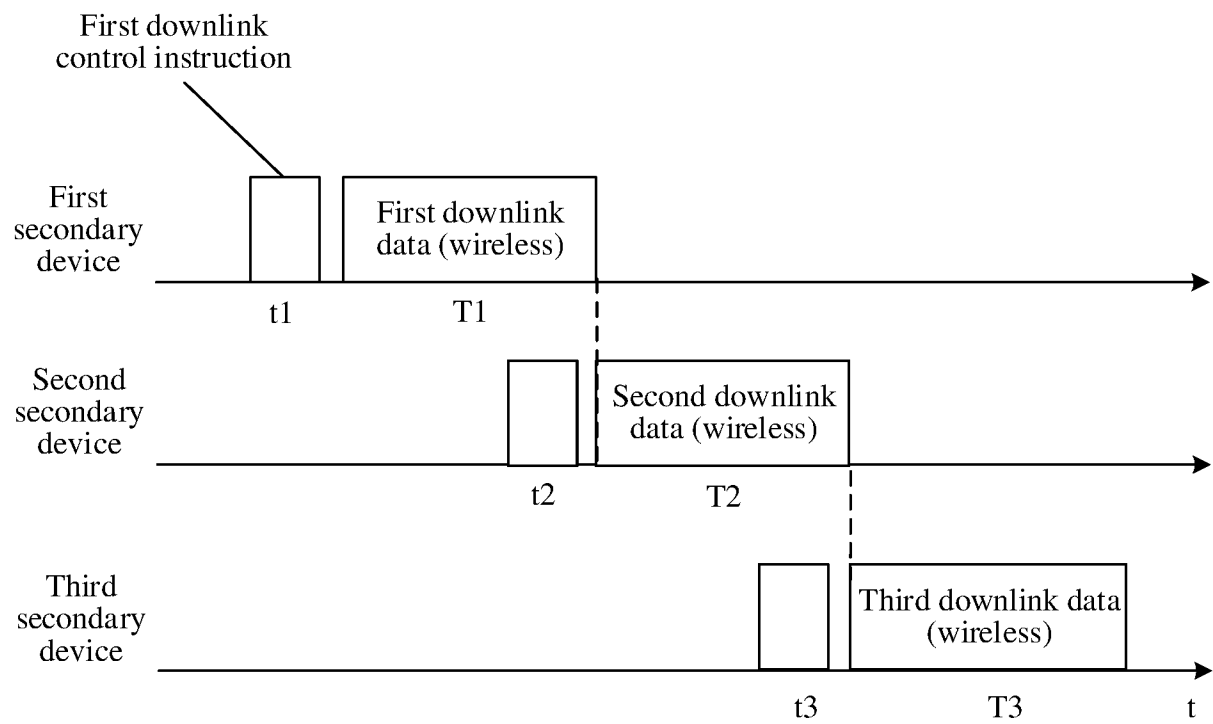 First downlink
control instruction
First
secondary
device
First downlink
data (wireless)
t1
T1
Second
secondary
device
Second downlink
data (wireless)
t2
T2
Third
secondary
device
Third downlink data
(wireless)
t3
T3
t